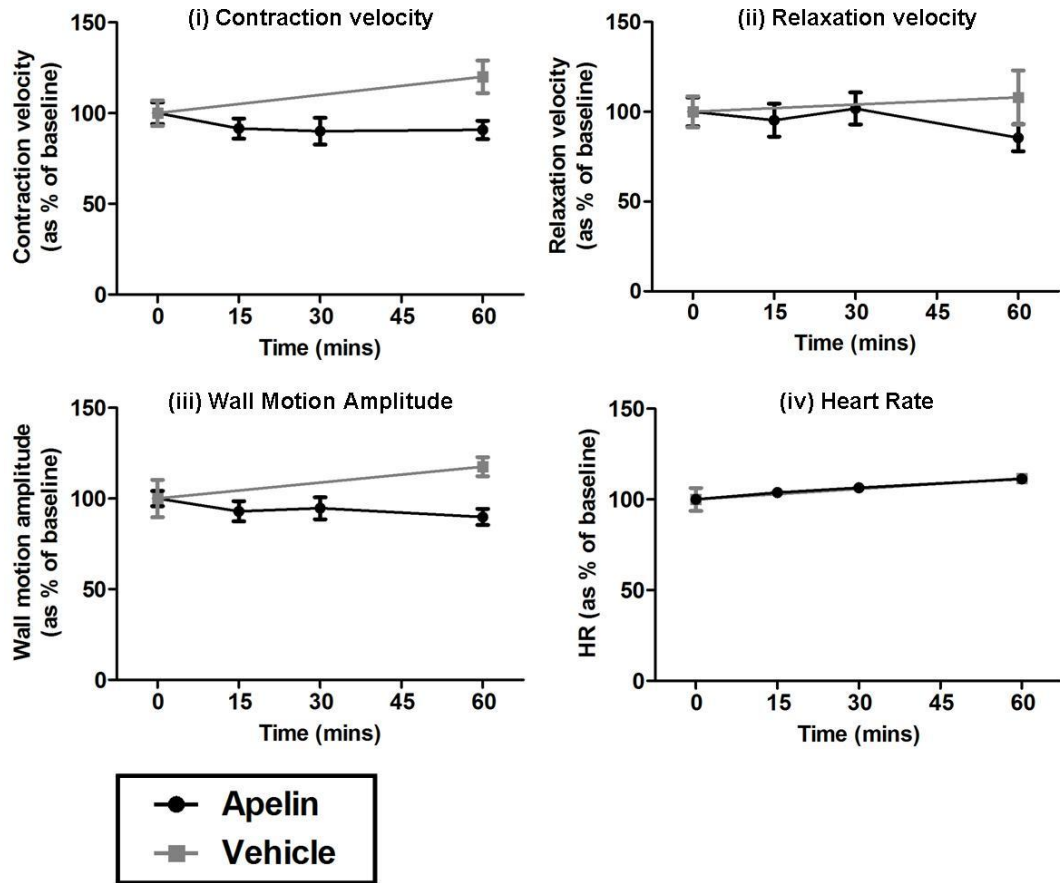 (i) Contraction velocity
Contraction velocity
(as % of baseline)
150
100
50
0
0 15 30 45 60
Time (mins)
(ii) Relaxation velocity
Relaxation velocity
(as % of baseline)
150
100
50
0
0 15 30 45 60
Time (mins)
(iii) Wall Motion Amplitude
Wall motion amplitude
(as % of baseline)
150
100
50
0
0 15 30 45 60
Time (mins)
(iv) Heart Rate
HR (as % of baseline)
150
100
50
0
0 15 30 45 60
Time (mins)
Apelin
Vehicle